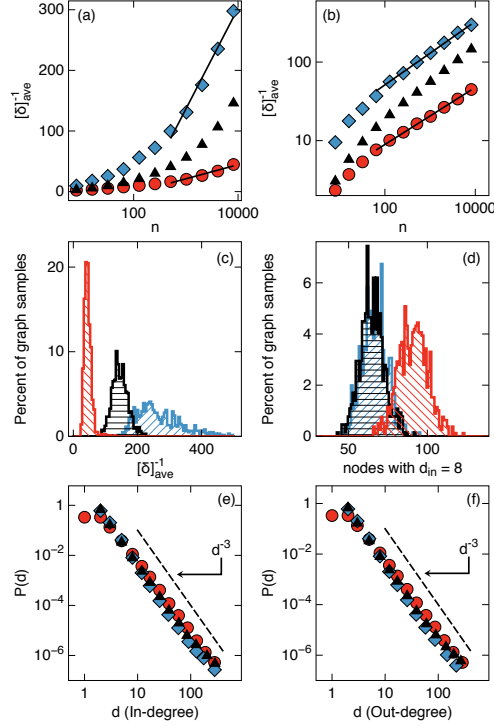 (a)
300
200
100
0
[δ]⁻¹ave
100
10000
n
(b)
100
10
[δ]⁻¹ave
100
10000
n
(c)
20
10
0
Percent of graph samples
0
200
400
[δ]⁻¹ave
(d)
6
4
2
0
Percent of graph samples
50
100
nodes with d_in = 8
(e)
1
10⁻²
10⁻⁴
10⁻⁶
P(d)
d⁻³
1
10
100
d (In-degree)
(f)
1
10⁻²
10⁻⁴
10⁻⁶
P(d)
d⁻³
1
10
100
d (Out-degree)